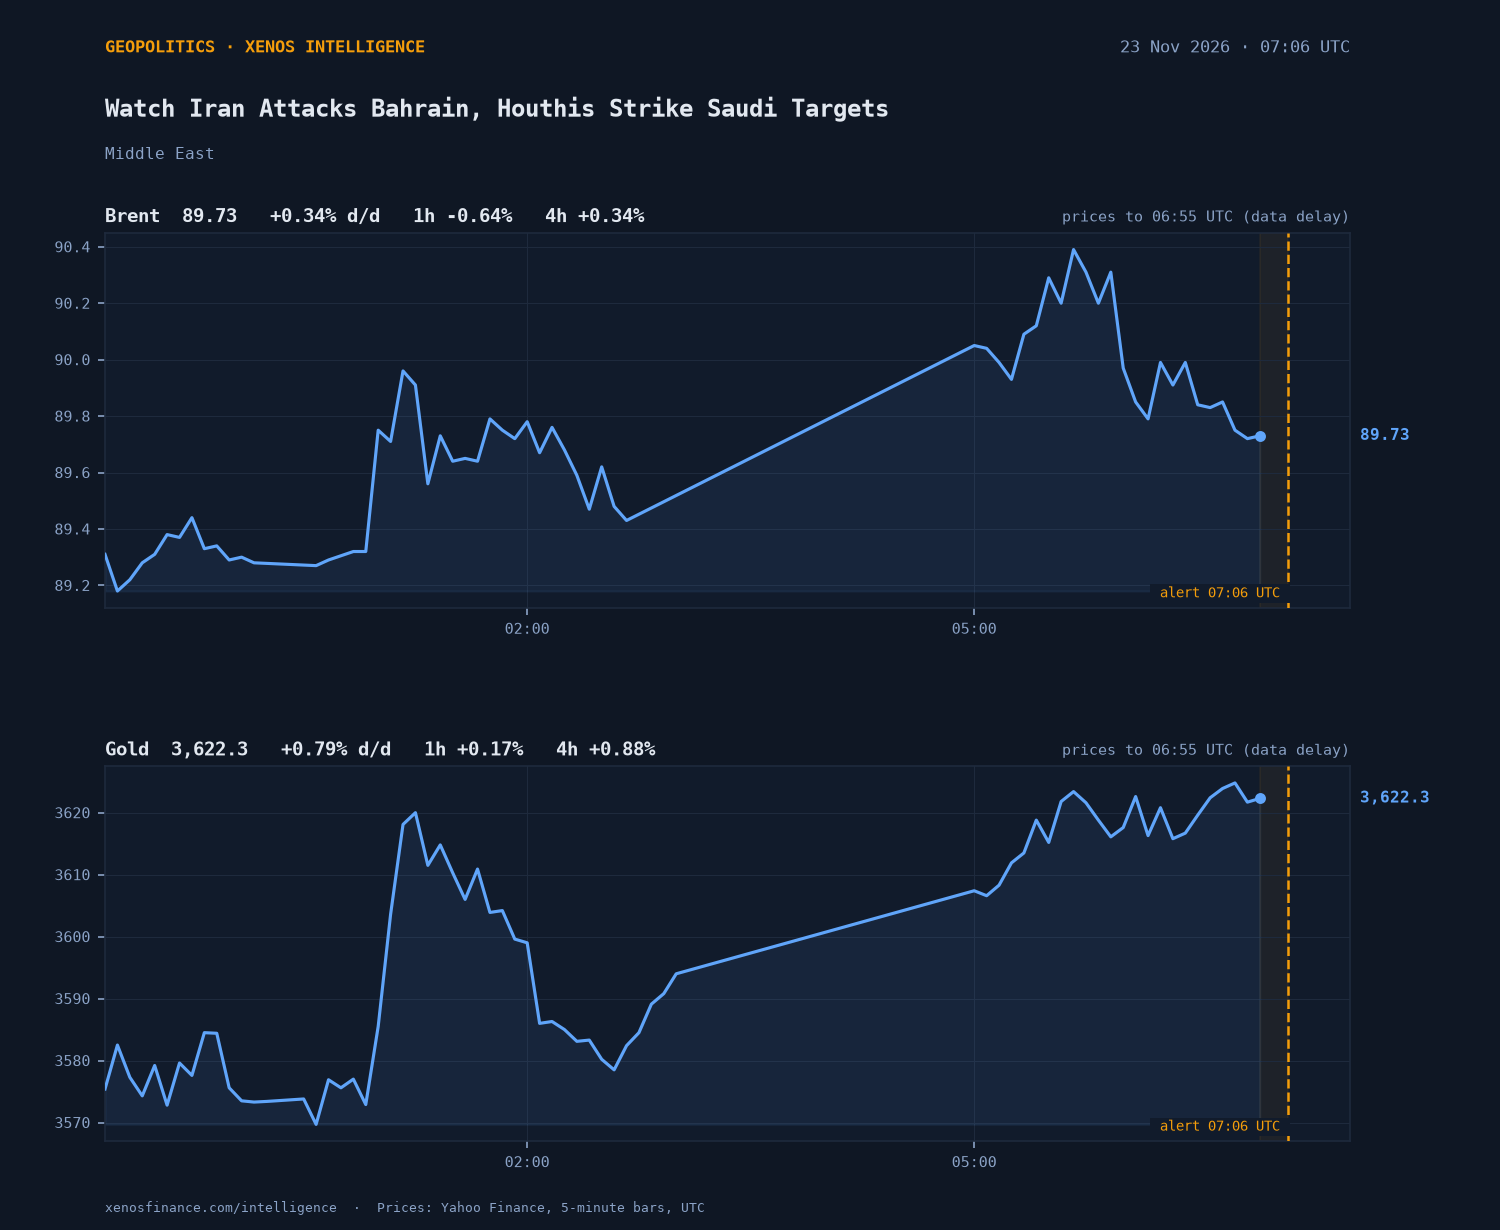 GEOPOLITICS · XENOS INTELLIGENCE
23 Nov 2026 · 07:06 UTC
Watch Iran Attacks Bahrain, Houthis Strike Saudi Targets
Middle East
Brent  89.73   +0.34% d/d   1h -0.64%   4h +0.34%
prices to 06:55 UTC (data delay)
90.4
90.2
90.0
89.8
89.73
89.6
89.4
89.2
alert 07:06 UTC
02:00
05:00
Gold  3,622.3   +0.79% d/d   1h +0.17%   4h +0.88%
prices to 06:55 UTC (data delay)
3,622.3
3620
3610
3600
3590
3580
3570
alert 07:06 UTC
02:00
05:00
xenosfinance.com/intelligence  ·  Prices: Yahoo Finance, 5-minute bars, UTC